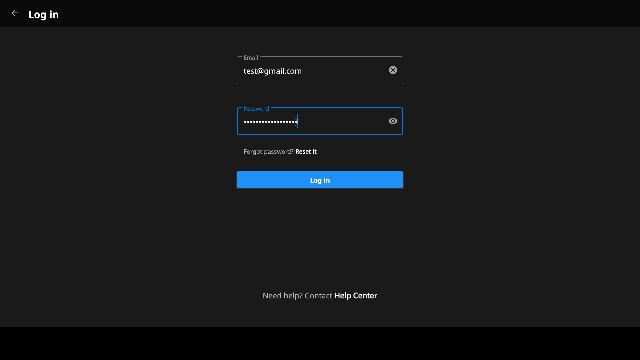 Log in
Email
test@gmail.com
Password
••••••••••••••••••
Forgot password? Reset it
Log in
Need help? Contact Help Center